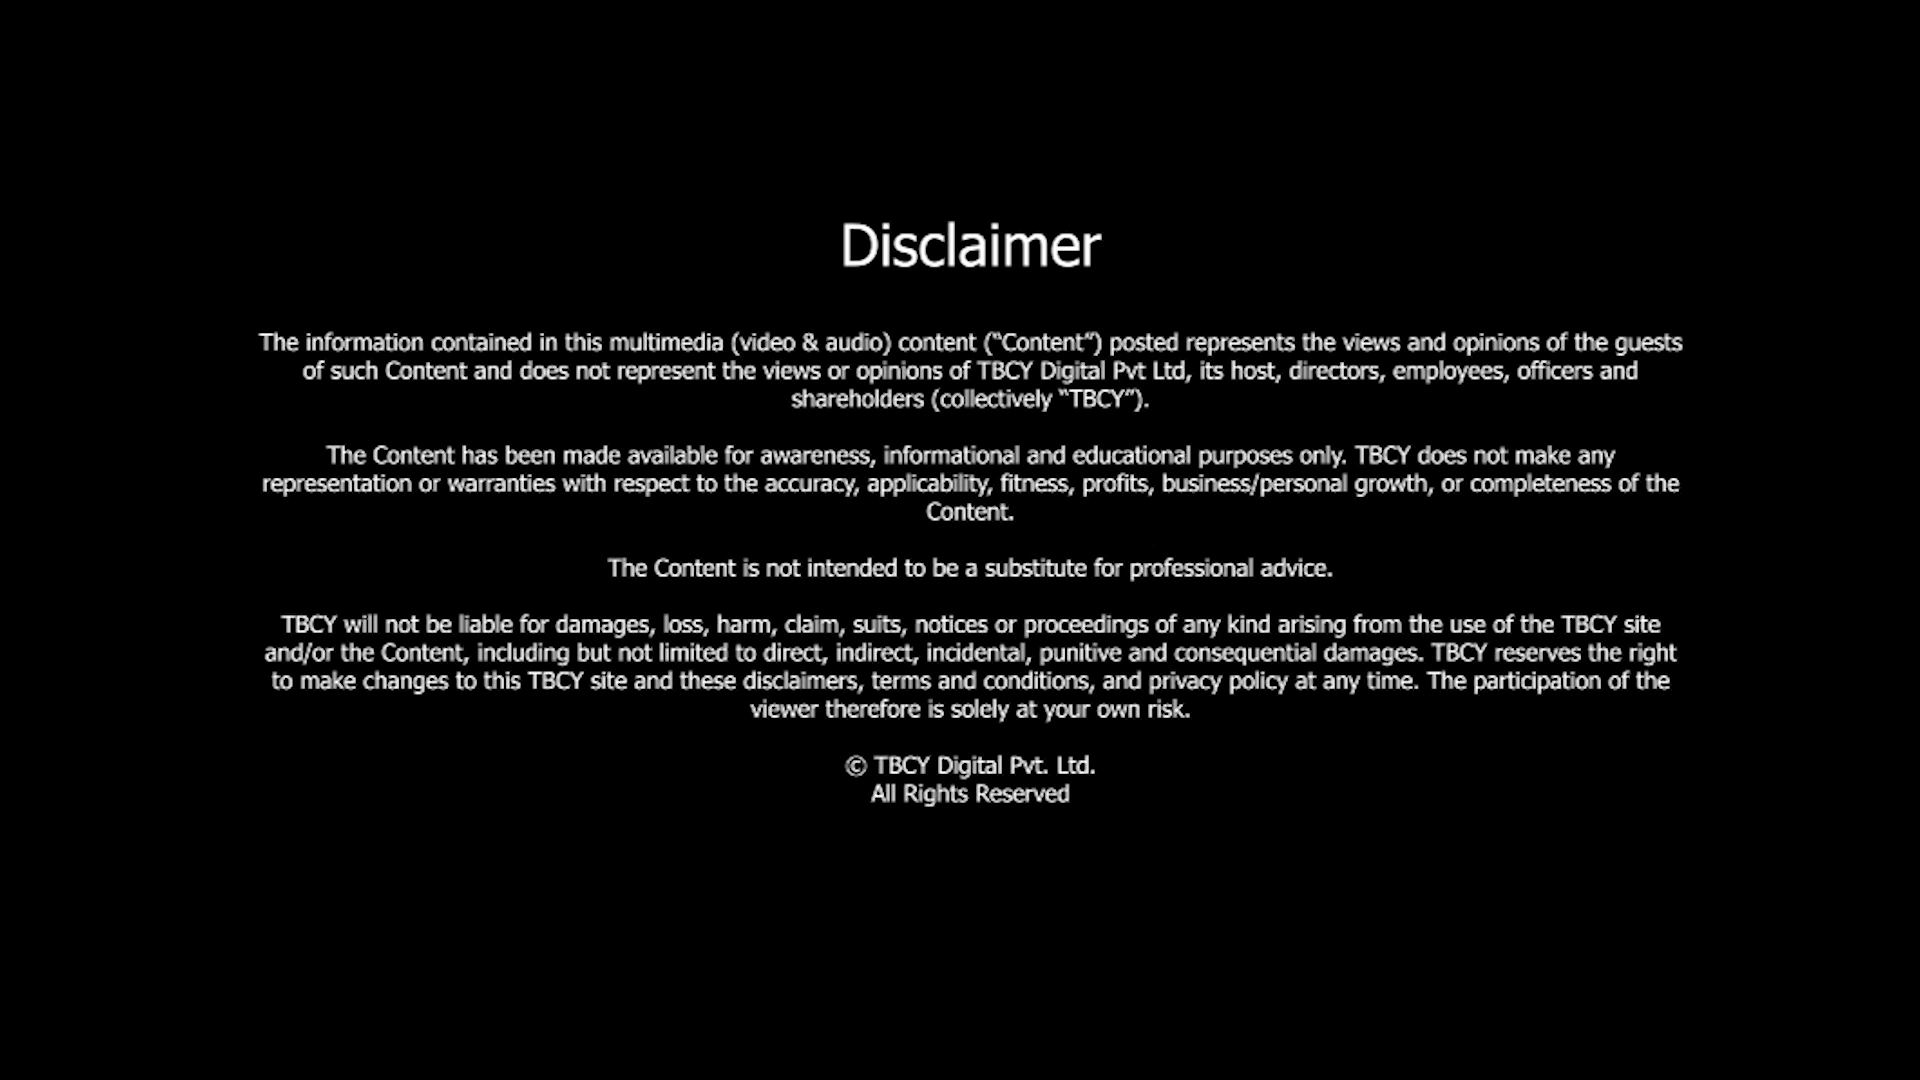 Disclaimer
The information contained in this multimedia (video & audio) content (“Content”) posted represents the views and opinions of the guests
of such Content and does not represent the views or opinions of TBCY Digital Pvt Ltd, its host, directors, employees, officers and
shareholders (collectively “TBCY”).
The Content has been made available for awareness, informational and educational purposes only. TBCY does not make any
representation or warranties with respect to the accuracy, applicability, fitness, profits, business/personal growth, or completeness of the
Content.
The Content is not intended to be a substitute for professional advice.
TBCY will not be liable for damages, loss, harm, claim, suits, notices or proceedings of any kind arising from the use of the TBCY site
and/or the Content, including but not limited to direct, indirect, incidental, punitive and consequential damages. TBCY reserves the right
to make changes to this TBCY site and these disclaimers, terms and conditions, and privacy policy at any time. The participation of the
viewer therefore is solely at your own risk.
© TBCY Digital Pvt. Ltd.
All Rights Reserved